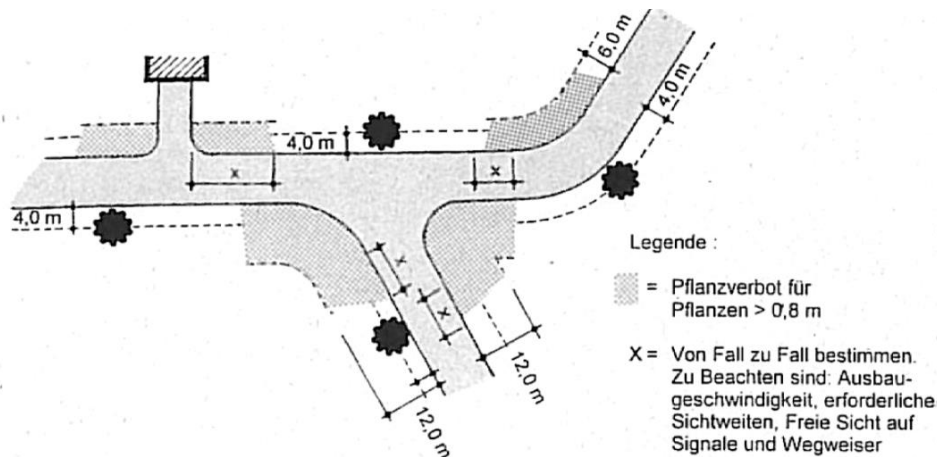 6,0 m
4,0 m
4,0 m
x
x
4,0 m
x
x
12,0 m
12,0 m
Legende :
= Pflanzverbot für
Pflanzen > 0,8 m
X = Von Fall zu Fall bestimmen.
Zu Beachten sind: Ausbau-
geschwindigkeit, erforderliche
Sichtweiten, Freie Sicht auf
Signale und Wegweiser